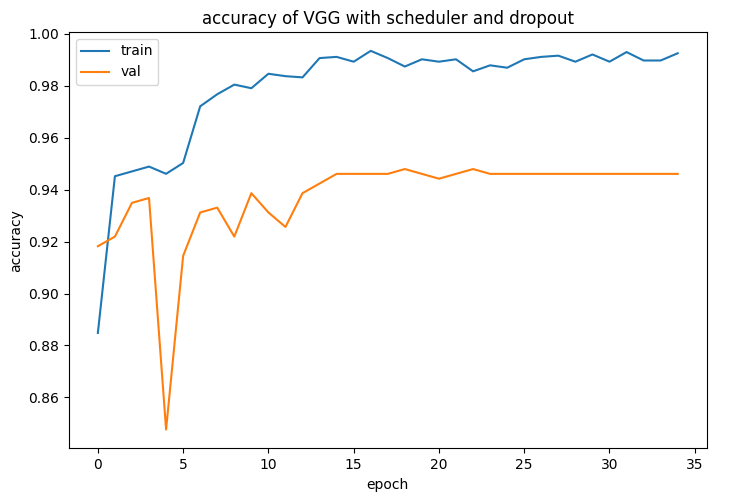 accuracy of VGG with scheduler and dropout
train
val
1.00
0.98
0.96
0.94
0.92
0.90
0.88
0.86
accuracy
0 5 10 15 20 25 30 35
epoch